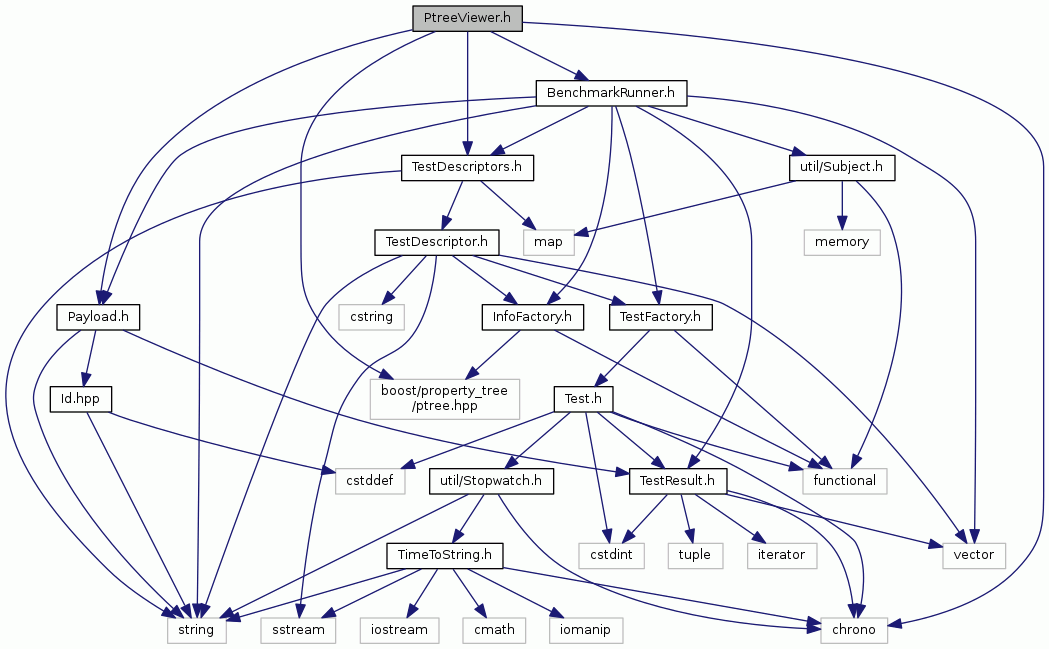 PtreeViewer.h
BenchmarkRunner.h
TestDescriptors.h
util/Subject.h
TestDescriptor.h
map
memory
Payload.h
cstring
InfoFactory.h
TestFactory.h
Id.hpp
boost/property_tree
/ptree.hpp
Test.h
cstddef
util/Stopwatch.h
TestResult.h
functional
TimeToString.h
cstdint
tuple
iterator
vector
string
sstream
iostream
cmath
iomanip
chrono